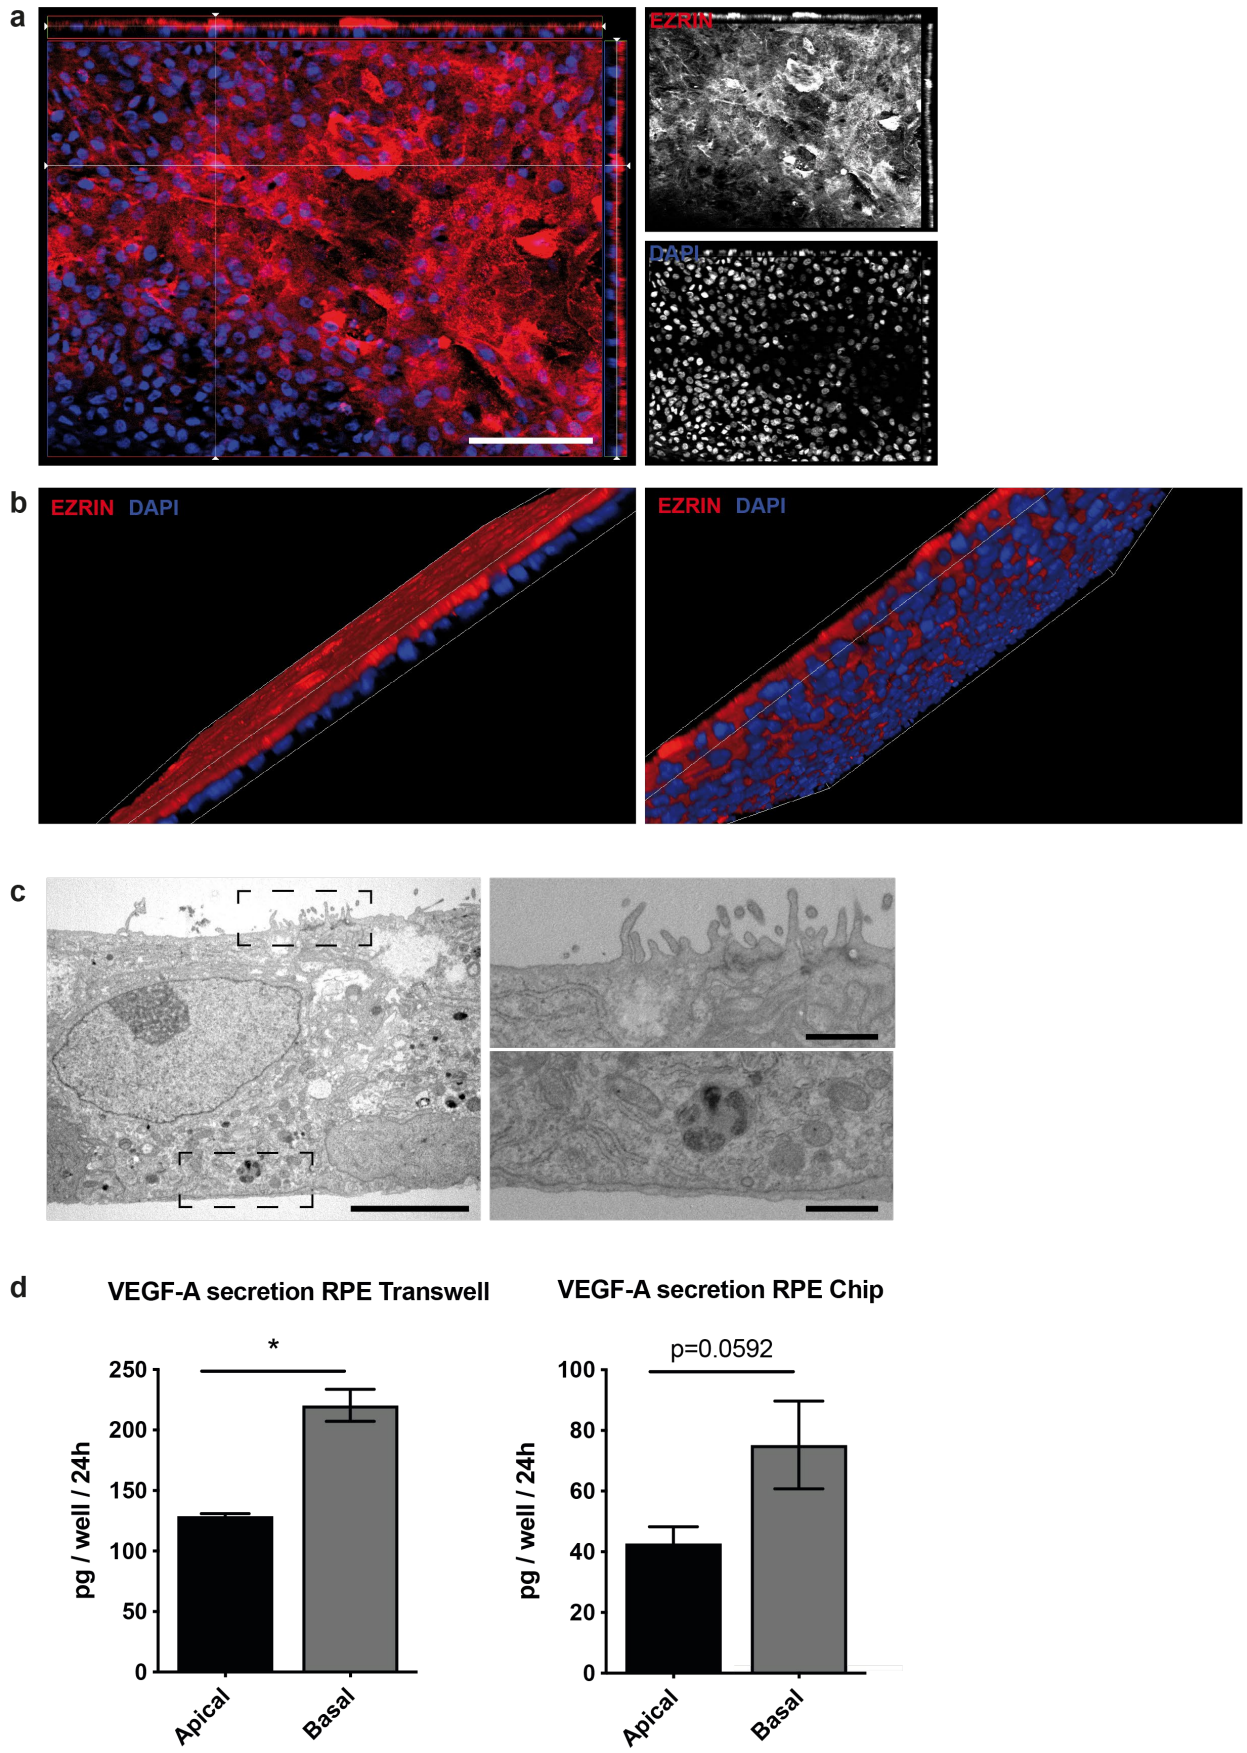 a
EZRIN
DAPI
b
EZRIN DAPI
EZRIN DAPI
c
d
VEGF-A secretion RPE Transwell
*
250
200
150
100
50
0
pg / well / 24h
Apical
Basal
VEGF-A secretion RPE Chip
p=0.0592
100
80
60
40
20
0
pg / well / 24h
Apical
Basal